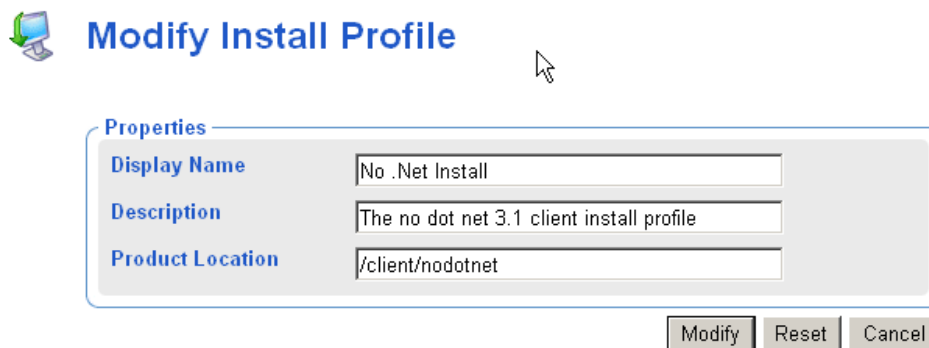 Modify Install Profile
Properties
Display Name No .Net Install
Description The no dot net 3.1 client install profile
Product Location /client/nodotnet
Modify Reset Cancel